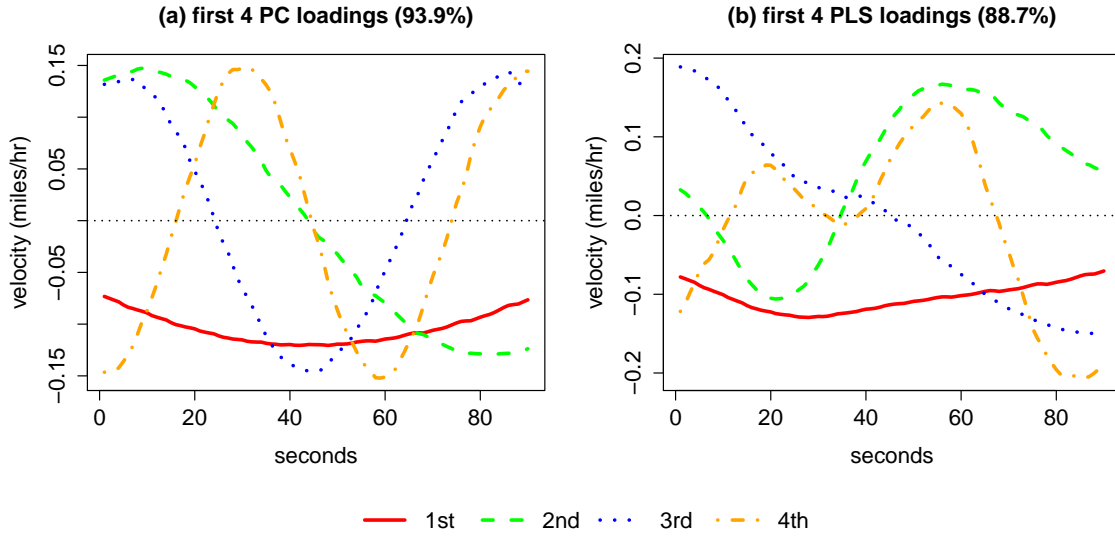 (a) first 4 PC loadings (93.9%)
velocity (miles/hr)
0.15
0.05
−0.05
−0.15
0 20 40 60 80
seconds
(b) first 4 PLS loadings (88.7%)
velocity (miles/hr)
0.2
0.1
0.0
−0.1
−0.2
0 20 40 60 80
seconds
1st 2nd 3rd 4th